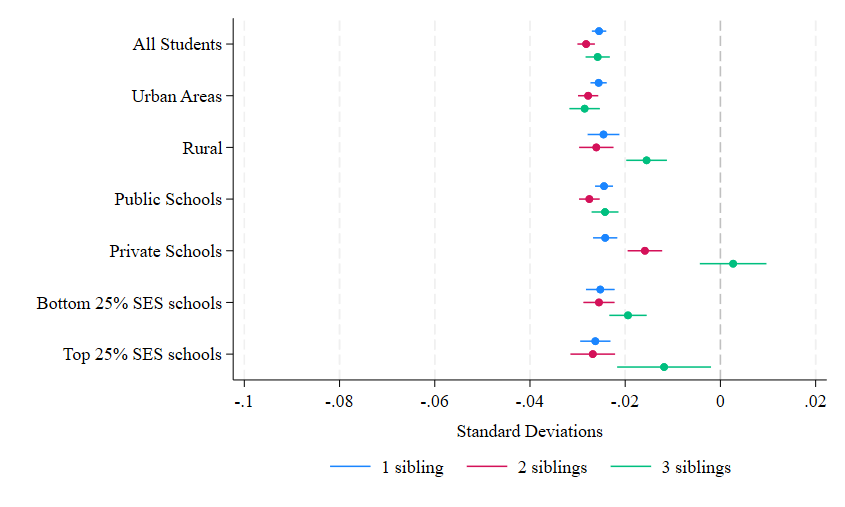 All Students
Urban Areas
Rural
Public Schools
Private Schools
Bottom 25% SES schools
Top 25% SES schools
-.1 -.08 -.06 -.04 -.02 0 .02
Standard Deviations
1 sibling 2 siblings 3 siblings